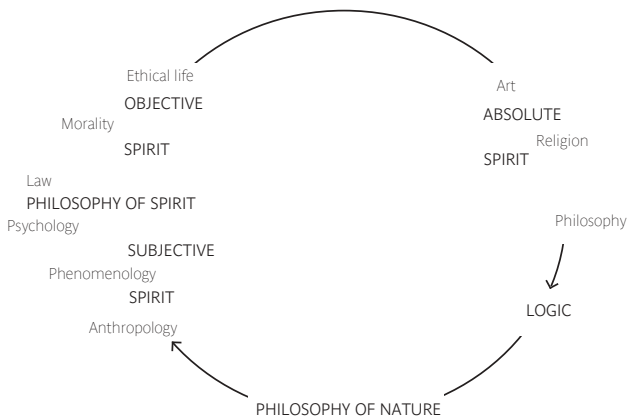 Ethical life
OBJECTIVE
Morality
SPIRIT
Law
PHILOSOPHY OF SPIRIT
Psychology
SUBJECTIVE
Phenomenology
SPIRIT
Anthropology
Art
ABSOLUTE
Religion
SPIRIT
Philosophy
LOGIC
PHILOSOPHY OF NATURE